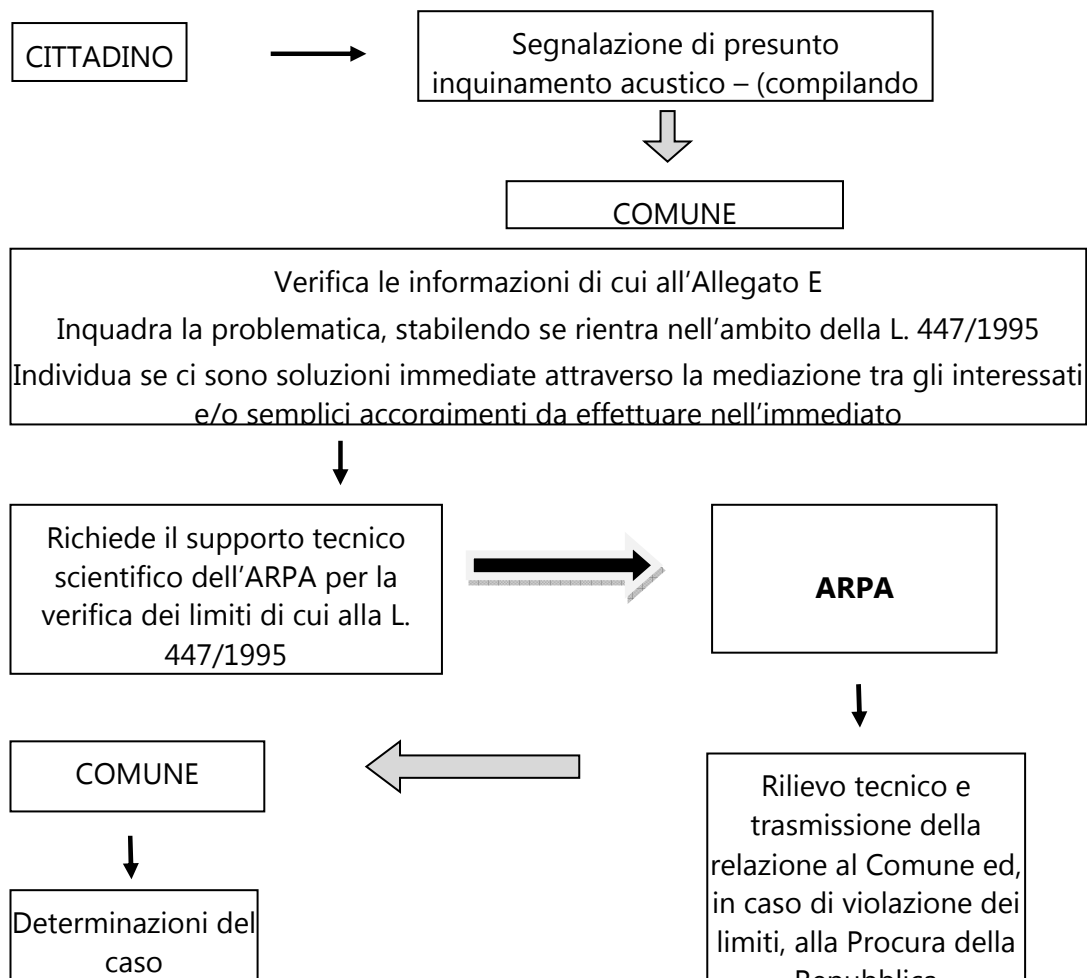 CITTADINO
Segnalazione di presunto
inquinamento acustico – (compilando
COMUNE
Verifica le informazioni di cui all’Allegato E
Inquadra la problematica, stabilendo se rientra nell’ambito della L. 447/1995
Individua se ci sono soluzioni immediate attraverso la mediazione tra gli interessati
e/o semplici accorgimenti da effettuare nell’immediato
Richiede il supporto tecnico
scientifico dell’ARPA per la
verifica dei limiti di cui alla L.
447/1995
ARPA
Rilievo tecnico e
trasmissione della
relazione al Comune ed,
in caso di violazione dei
limiti, alla Procura della
Repubblica
COMUNE
Determinazioni del
caso